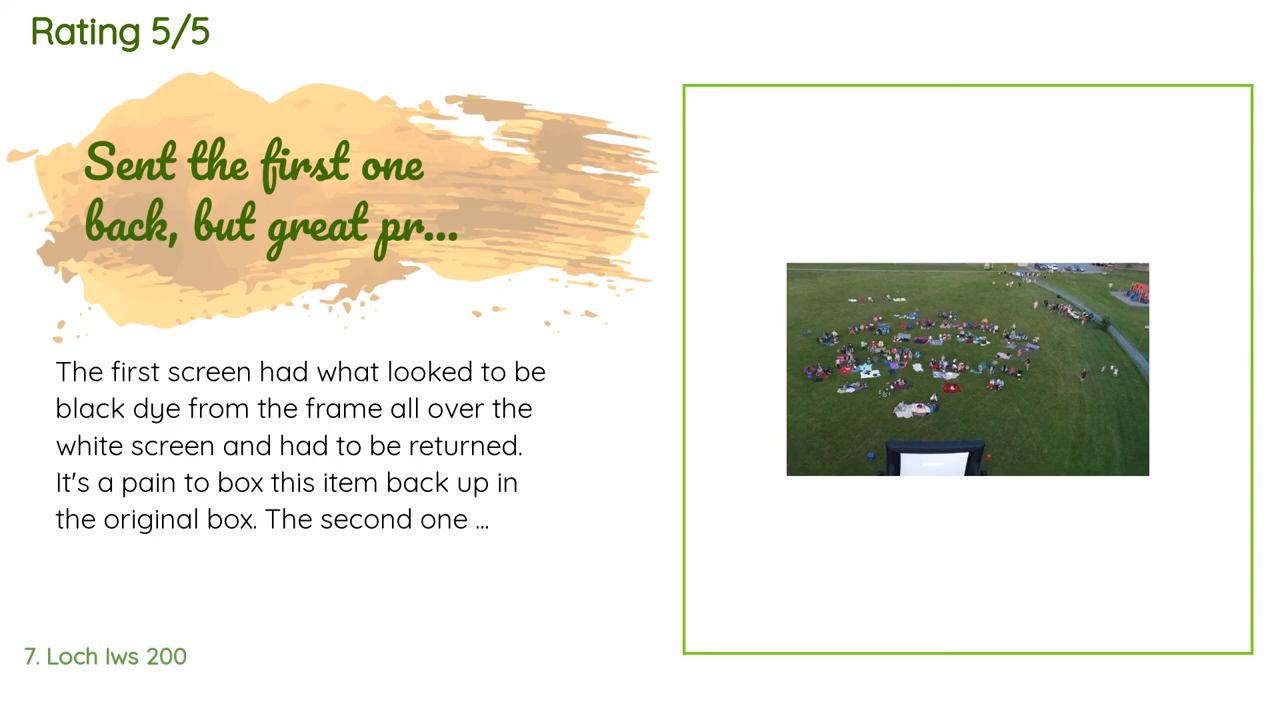 Rating 5/5
Sent the first one
back, but great pr...
The first screen had what looked to be
black dye from the frame all over the
white screen and had to be returned.
It's a pain to box this item back up in
the original box. The second one ...
7. Loch lws 200